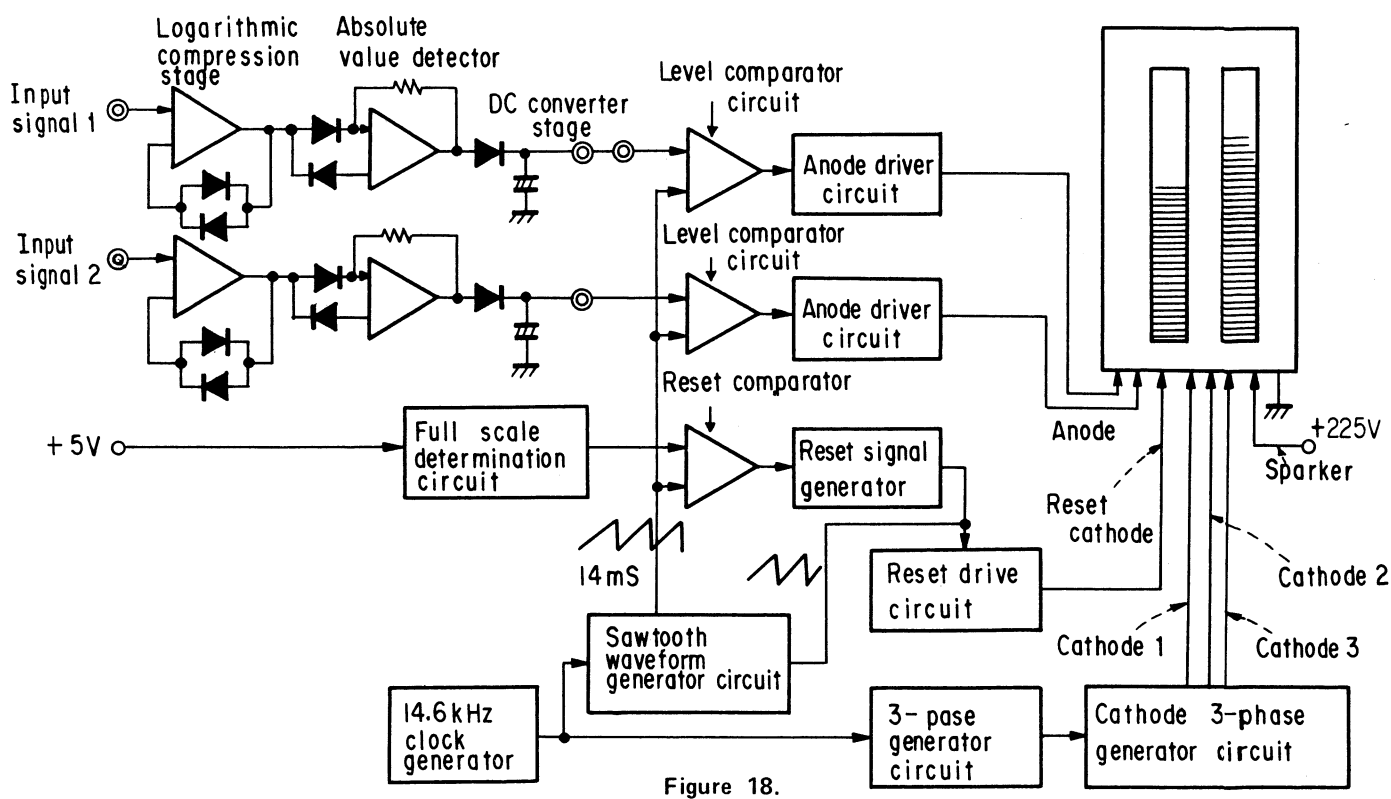 Logarithmic
compression
stage
Absolute
value detector
Input
signal 1
DC converter
stage
Level comparator
circuit
Anode driver
circuit
Input
signal 2
Level comparator
circuit
Anode driver
circuit
Reset comparator
+5V
Full scale
determination
circuit
Reset signal
generator
Anode
+225V
Sparker
Reset
cathode
14mS
Reset drive
circuit
Cathode 2
Cathode 1
Cathode 3
Sawtooth
waveform
generator circuit
14.6kHz
clock
generator
3-pase
generator
circuit
Cathode 3-phase
generator circuit
Figure 18.